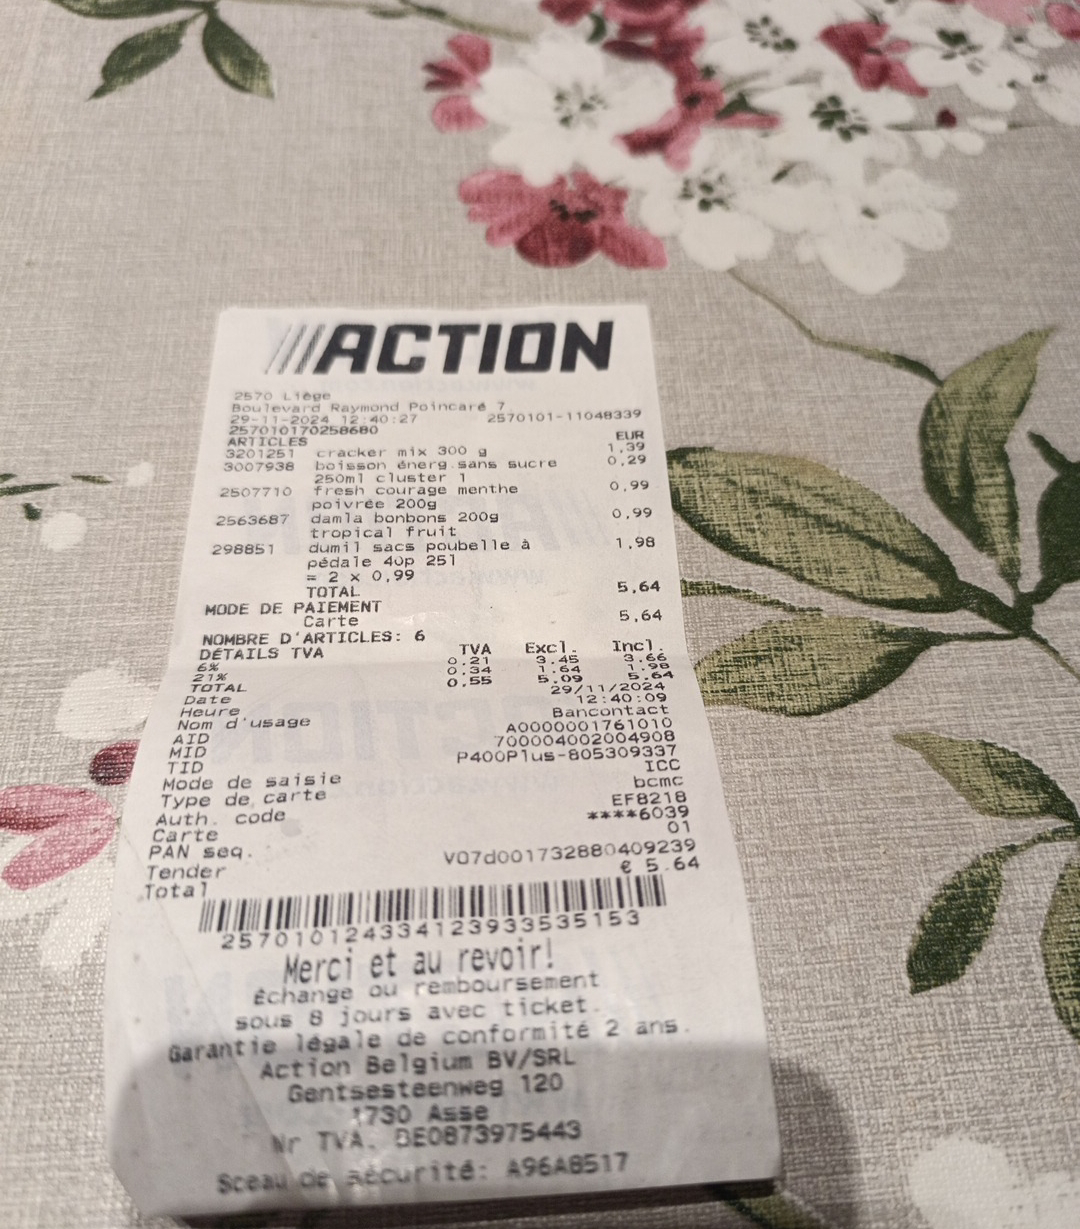 ACTION
2570 Liège
Boulevard Raymond Poincaré 7
29-11-2024 12:40:27 2570101-11048339
257010170258680
ARTICLES EUR
3201251 cracker mix 300 g 1,39
3007938 boisson énerg.sans sucre 0,29
250ml cluster 1
2507710 fresh courage menthe 0,99
poivrée 200g
2563687 damla bonbons 200g 0,99
tropical fruit
298851 dumil sacs poubelle à 1,98
pédale 40p 25l
= 2 x 0,99
TOTAL 5,64
MODE DE PAIEMENT
Carte 5,64
NOMBRE D'ARTICLES: 6
DÉTAILS TVA TVA Excl. Incl.
6% 0.21 3.45 3.66
21% 0.34 1.64 1.98
TOTAL 0.55 5.09 5.64
Date 29/11/2024
Heure 12:40:09
Nom d'usage Bancontact
AID A0000001761010
MID 700004002004908
TID P400Plus-805309337
Mode de saisie ICC
Type de carte bcmc
Auth. code EF8218
Carte ****6039
PAN seq. 01
Tender V07d001732880409239
Total € 5.64
2570101243341239335351​53
Merci et au revoir!
Échange ou remboursement
sous 8 jours avec ticket.
Garantie légale de conformité 2 ans.
Action Belgium BV/SRL
Gentsesteenweg 120
1730 Asse
Nr TVA. BE0873975443
Sceau de sécurité: A96A8517